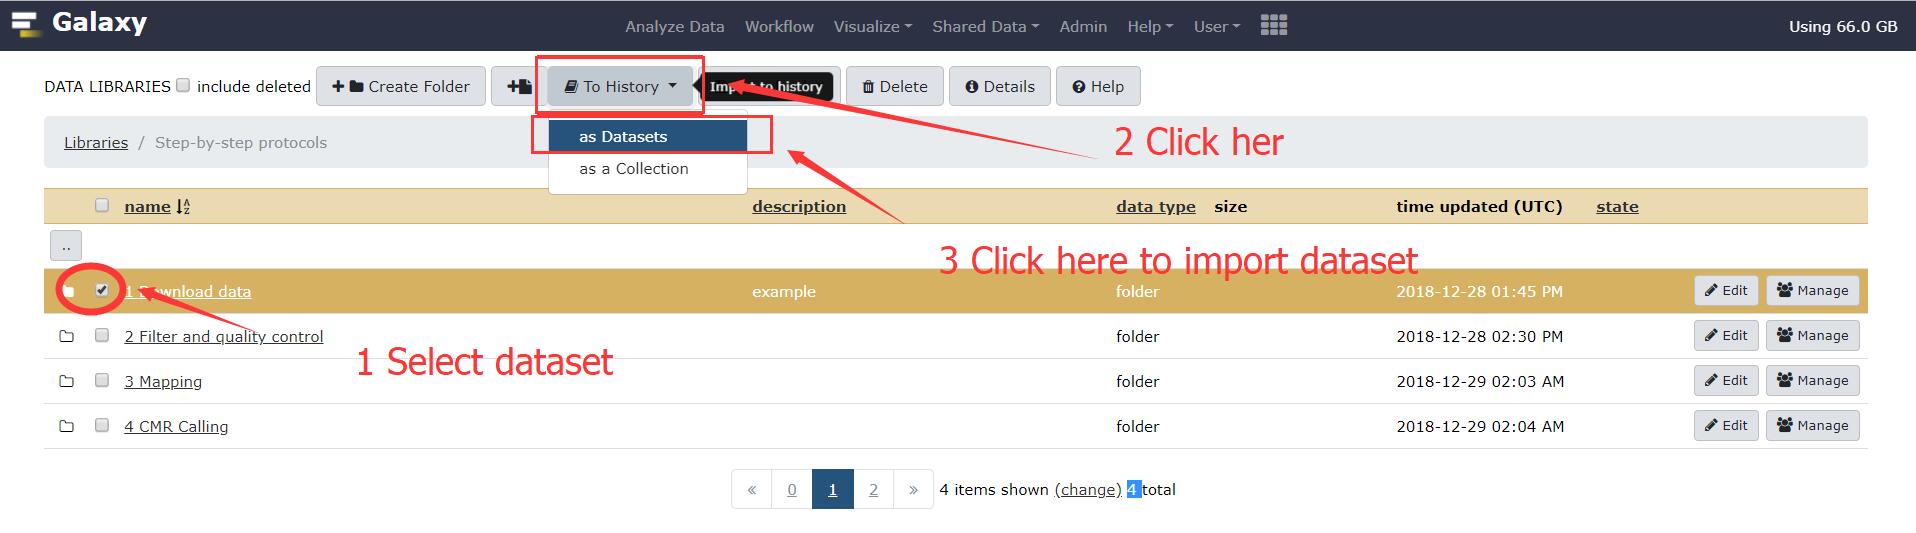 Galaxy
Analyze Data Workflow Visualize Shared Data Admin Help User
Using 66.0 GB
DATA LIBRARIES include deleted Create Folder To History Import to history Delete Details Help
as Datasets
as a Collection
2 Click her
Libraries / Step-by-step protocols
name description data type size time updated (UTC) state
..
3 Click here to import dataset
1 Download data example folder 2018-12-28 01:45 PM Edit Manage
2 Filter and quality control folder 2018-12-28 02:30 PM Edit Manage
1 Select dataset
3 Mapping folder 2018-12-29 02:03 AM Edit Manage
4 CMR Calling folder 2018-12-29 02:04 AM Edit Manage
« 0 1 2 » 4 items shown (change) 4 total